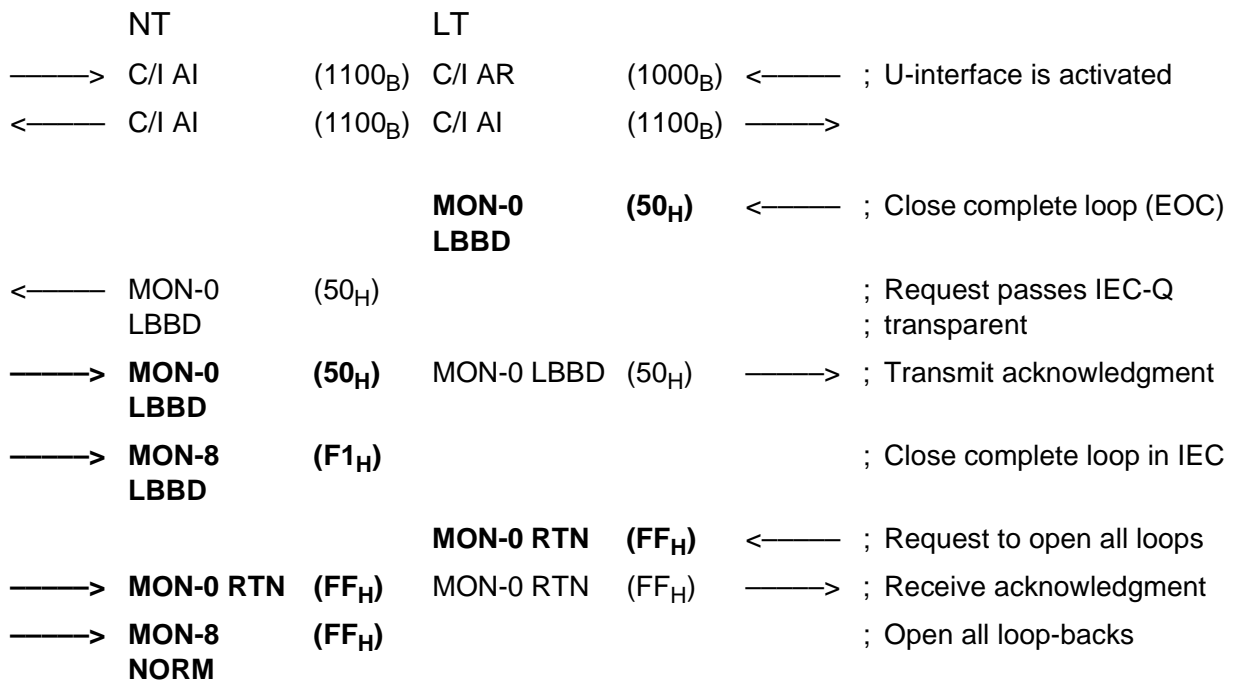 NT LT
–––––> C/I AI (1100B) C/I AR (1000B) <––––– ; U-interface is activated
<––––– C/I AI (1100B) C/I AI (1100B) –––––>
MON-0 (50H) <––––– ; Close complete loop (EOC)
LBBD
<––––– MON-0 (50H) ; Request passes IEC-Q
LBBD ; transparent
–––––> MON-0 (50H) MON-0 LBBD (50H) –––––> ; Transmit acknowledgment
LBBD
–––––> MON-8 (F1H) ; Close complete loop in IEC
LBBD
MON-0 RTN (FFH) <––––– ; Request to open all loops
–––––> MON-0 RTN (FFH) MON-0 RTN (FFH) –––––> ; Receive acknowledgment
–––––> MON-8 (FFH) ; Open all loop-backs
NORM